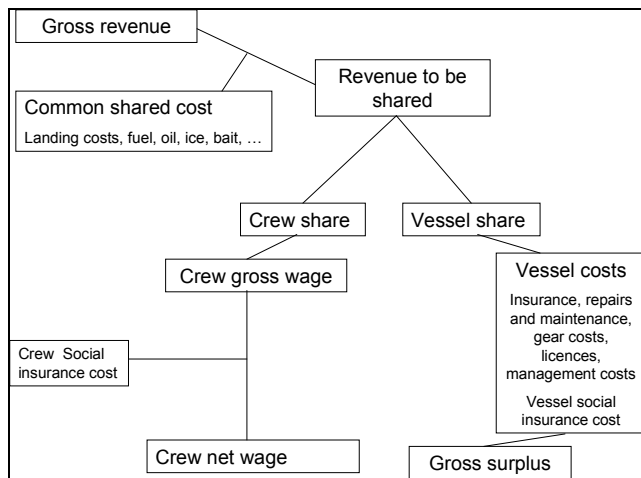 Gross revenue
Revenue to be
shared
Common shared cost
Landing costs, fuel, oil, ice, bait, …
Crew share
Vessel share
Crew gross wage
Vessel costs
Insurance, repairs
and maintenance,
gear costs,
licences,
management costs
Vessel social
insurance cost
Crew Social
insurance cost
Crew net wage
Gross surplus